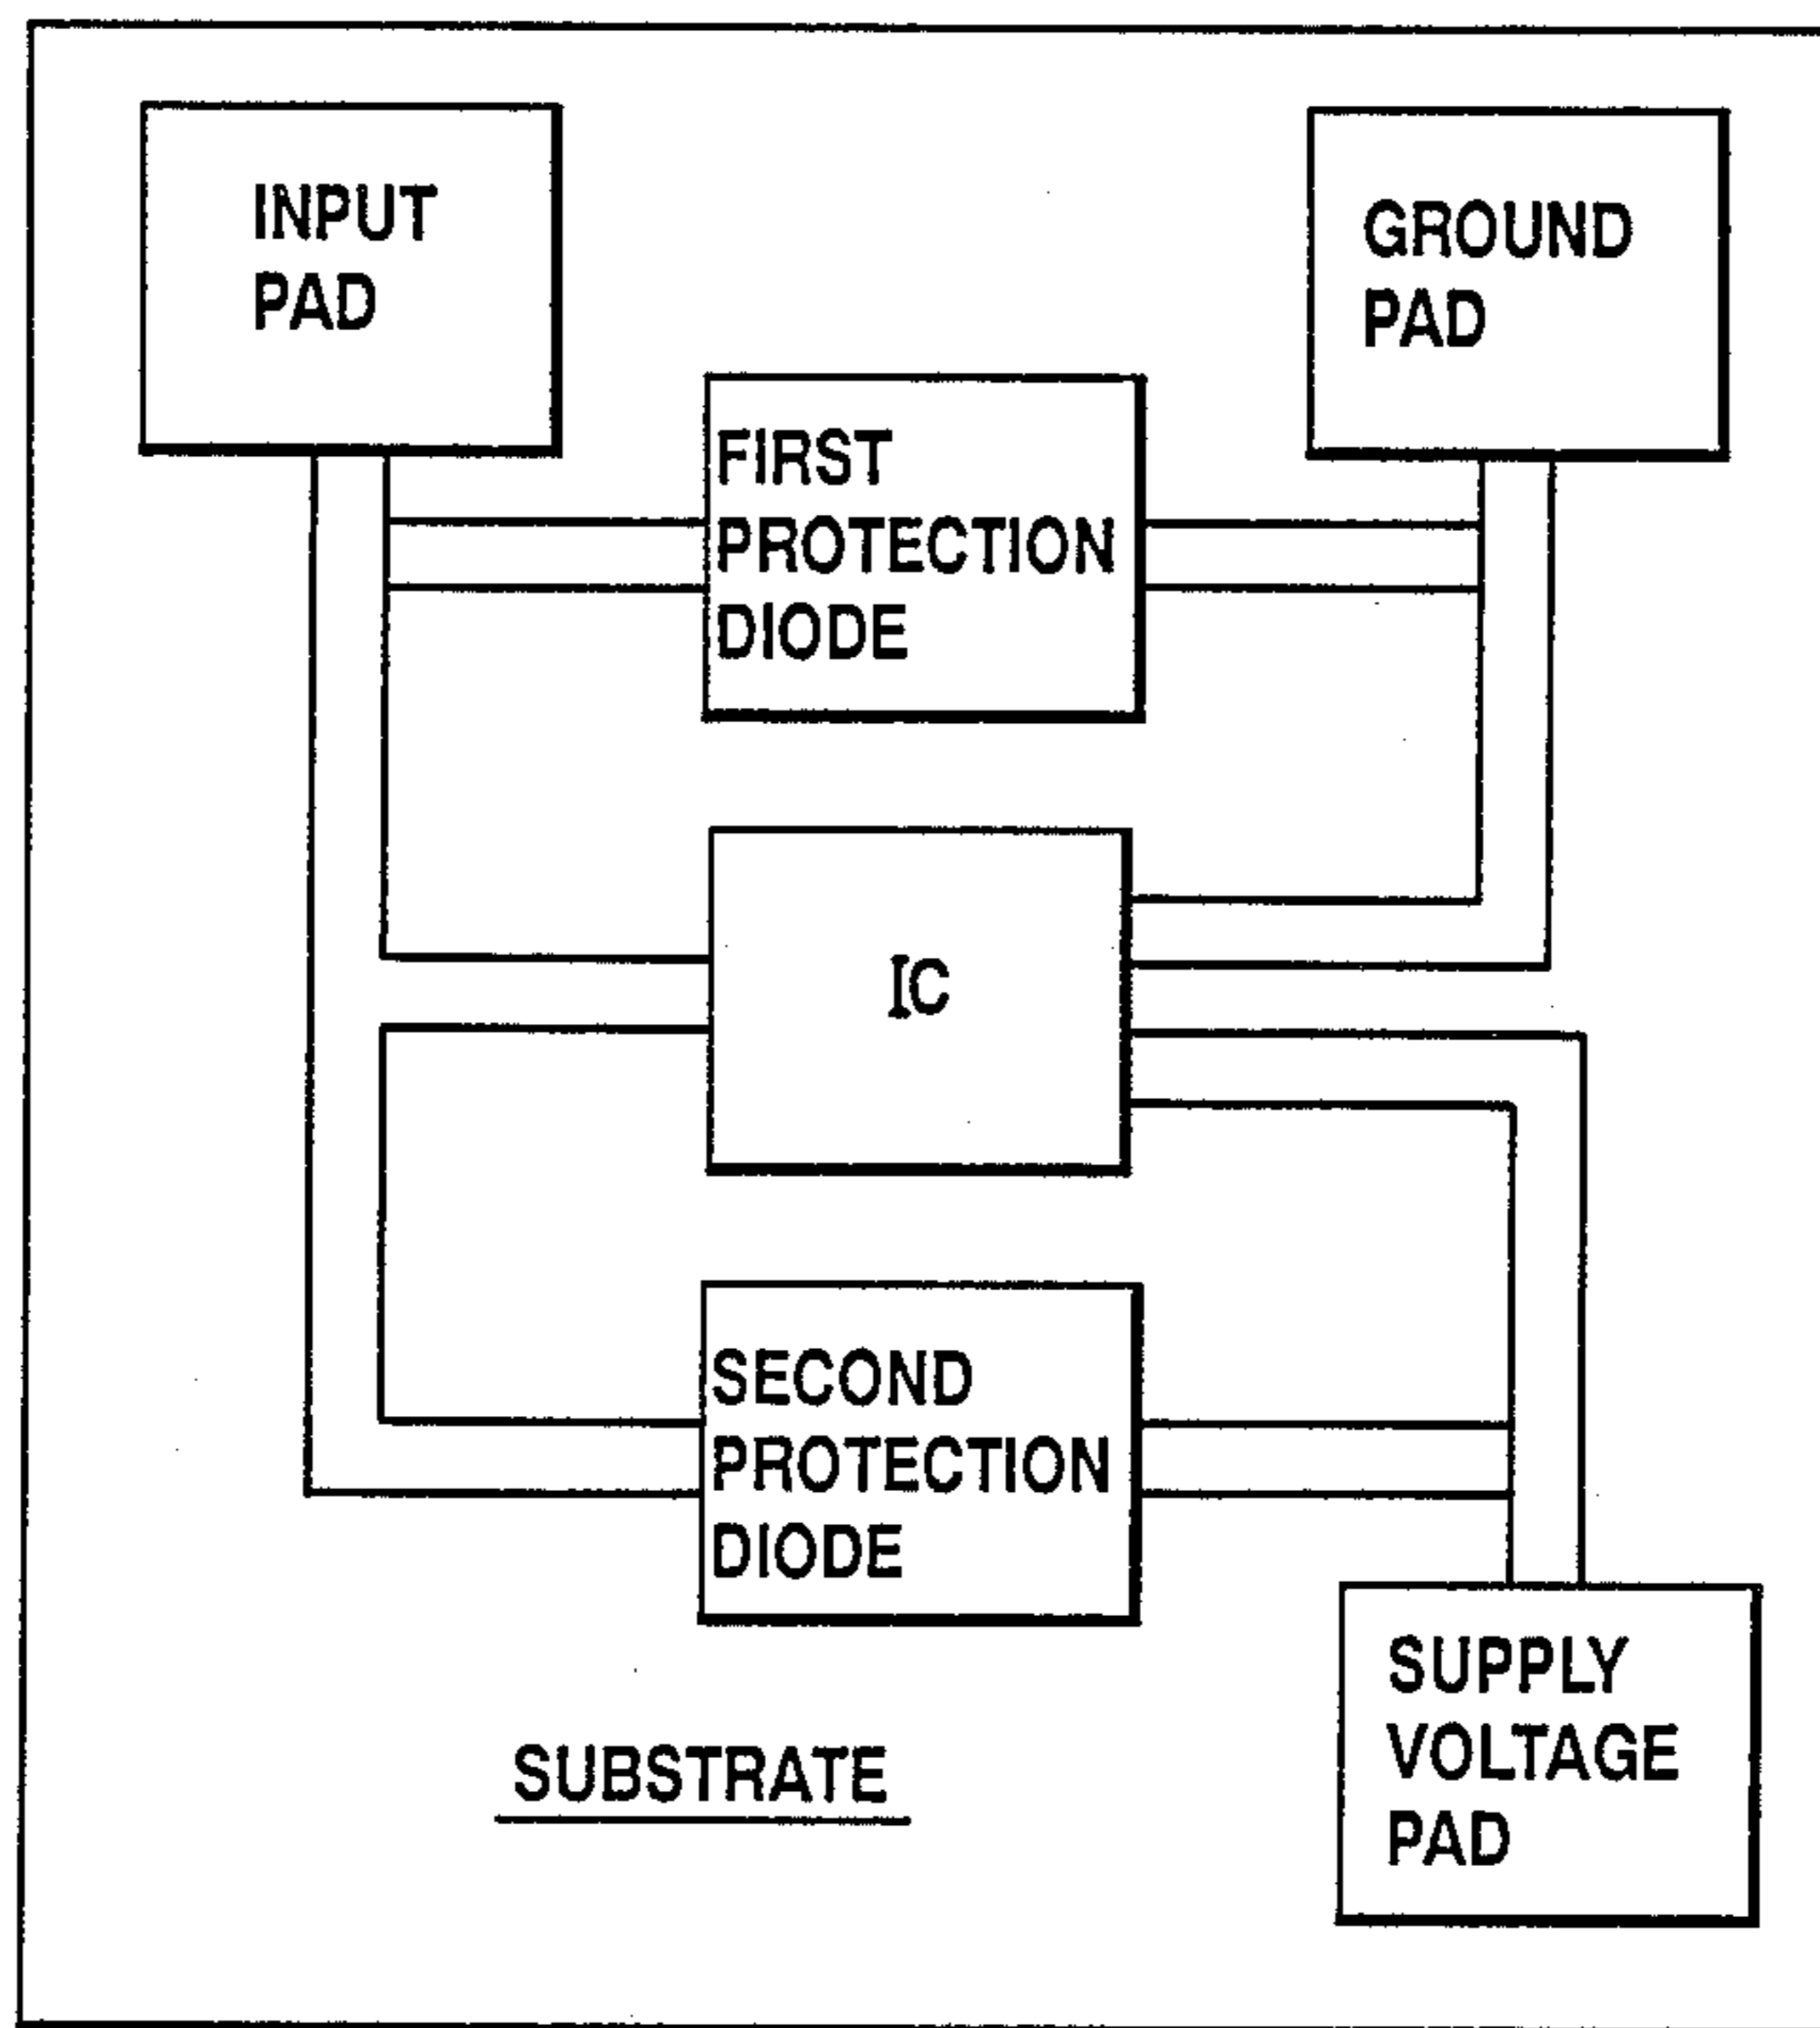 INPUT
PAD
GROUND
PAD
FIRST
PROTECTION
DIODE
IC
SECOND
PROTECTION
DIODE
SUPPLY
VOLTAGE
PAD
SUBSTRATE